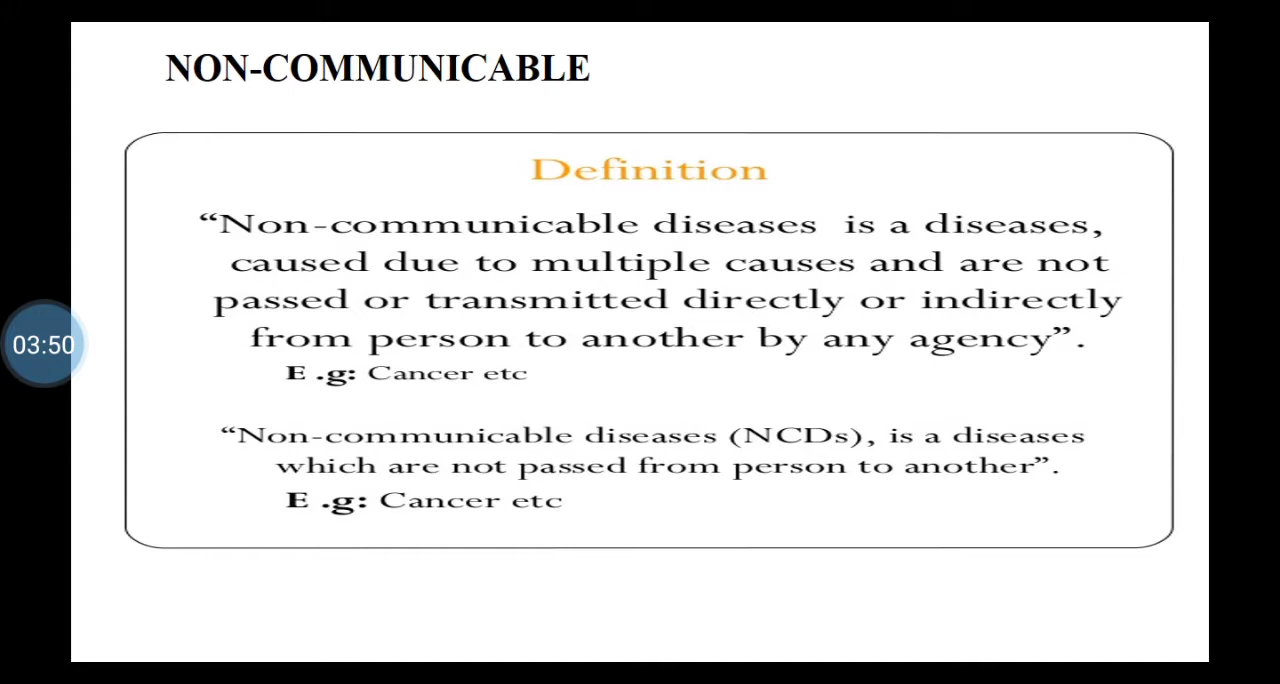 NON-COMMUNICABLE
Definition
“Non-communicable diseases is a diseases,
caused due to multiple causes and are not
passed or transmitted directly or indirectly
03:50
from person to another by any agency”.
E .g: Cancer etc
“Non-communicable diseases (NCDs), is a diseases
which are not passed from person to another”.
E .g: Cancer etc